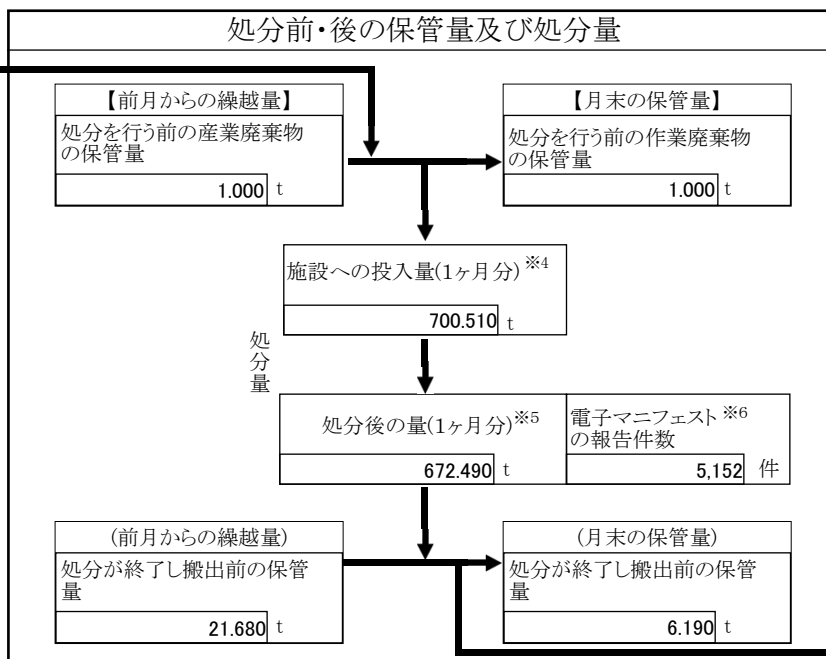 処分前・後の保管量及び処分量
【前月からの繰越量】
処分を行う前の産業廃棄物
の保管量
1.000 t
【月末の保管量】
処分を行う前の作業廃棄物
の保管量
1.000 t
施設への投入量(1ヶ月分)※4
700.510 t
処分量
処分後の量(1ヶ月分)※5
672.490 t
電子マニフェスト※6
の報告件数
5,152 件
(前月からの繰越量)
処分が終了し搬出前の保管
量
21.680 t
(月末の保管量)
処分が終了し搬出前の保管
量
6.190 t